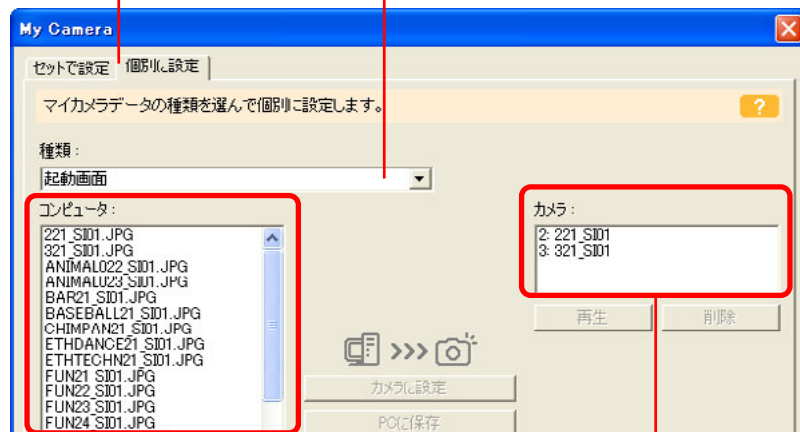 My Camera
セットで設定
個別に設定
マイカメラデータの種類を選んで個別に設定します。
?
種類:
起動画面
コンピュータ:
221_SI01.JPG
321_SI01.JPG
ANIMAL022_SI01.JPG
ANIMAL023_SI01.JPG
BAR21_SI01.JPG
BASEBALL21_SI01.JPG
CHIMPAN21_SI01.JPG
ETHDANCE21_SI01.JPG
ETHTECHN21_SI01.JPG
FUN21_SI01.JPG
FUN22_SI01.JPG
FUN23_SI01.JPG
FUN24_SI01.JPG
カメラに設定
PCに保存
カメラ:
2: 221_SI01
3: 321_SI01
再生
削除